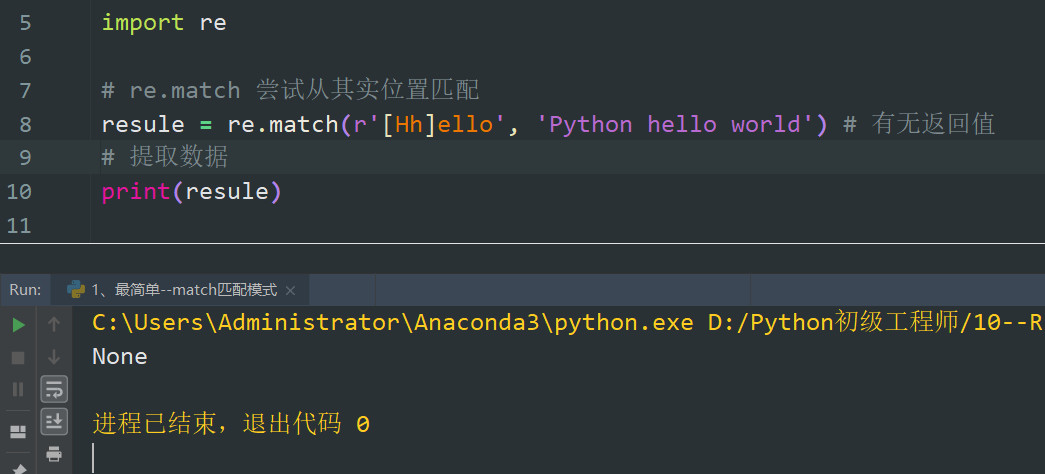 5 import re
6
7 # re.match 尝试从其实位置匹配
8 resule = re.match(r'[Hh]ello', 'Python hello world') # 有无返回值
9 # 提取数据
10 print(resule)
11
Run: 1、最简单--match匹配模式 ×
C:\Users\Administrator\Anaconda3\python.exe D:/Python初级工程师/10--R
None
进程已结束，退出代码 0